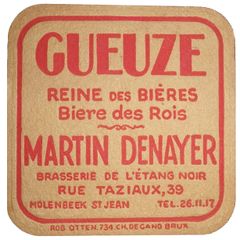 GUEUZE
REINE DES BIÈRES
Biere des Rois
MARTIN DENAYER
BRASSERIE DE L'ÉTANG NOIR
RUE TAZIAUX,39
MOLENBEEK ST JEAN TEL.26.11.17
ROB OTTEN.734.CH.DE GAND BRUX